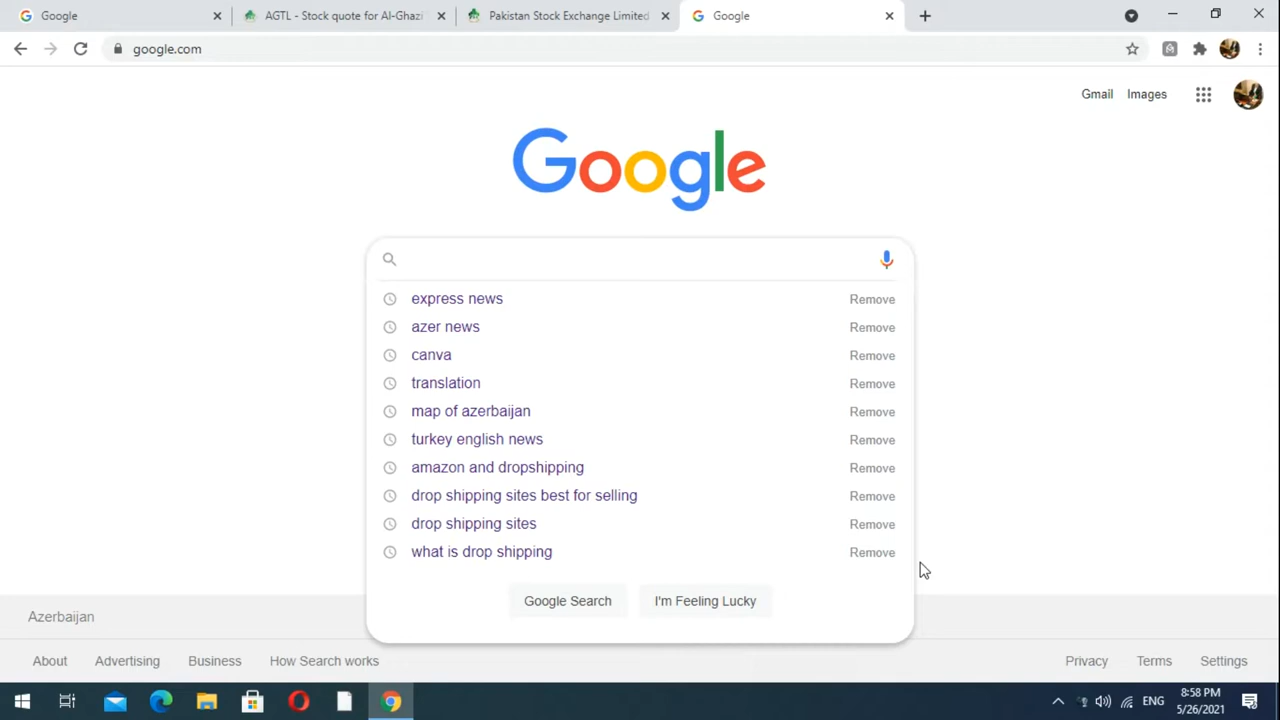 Google
AGTL - Stock quote for Al-Ghazi
Pakistan Stock Exchange Limited
Google
google.com
Gmail
Images
Google
express news
Remove
azer news
Remove
canva
Remove
translation
Remove
map of azerbaijan
Remove
turkey english news
Remove
amazon and dropshipping
Remove
drop shipping sites best for selling
Remove
drop shipping sites
Remove
what is drop shipping
Remove
Google Search
I'm Feeling Lucky
Azerbaijan
About
Advertising
Business
How Search works
Privacy
Terms
Settings
ENG
8:58 PM
5/26/2021